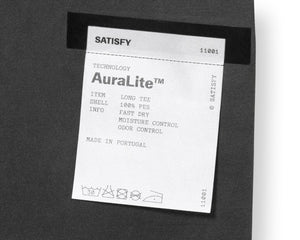 SATISFY
11001
TECHNOLOGY
AuraLite™
ITEM LONG TEE
SHELL 100% PES
INFO FAST DRY
MOISTURE CONTROL
ODOR CONTROL
MADE IN PORTUGAL
© SATISFY
11001